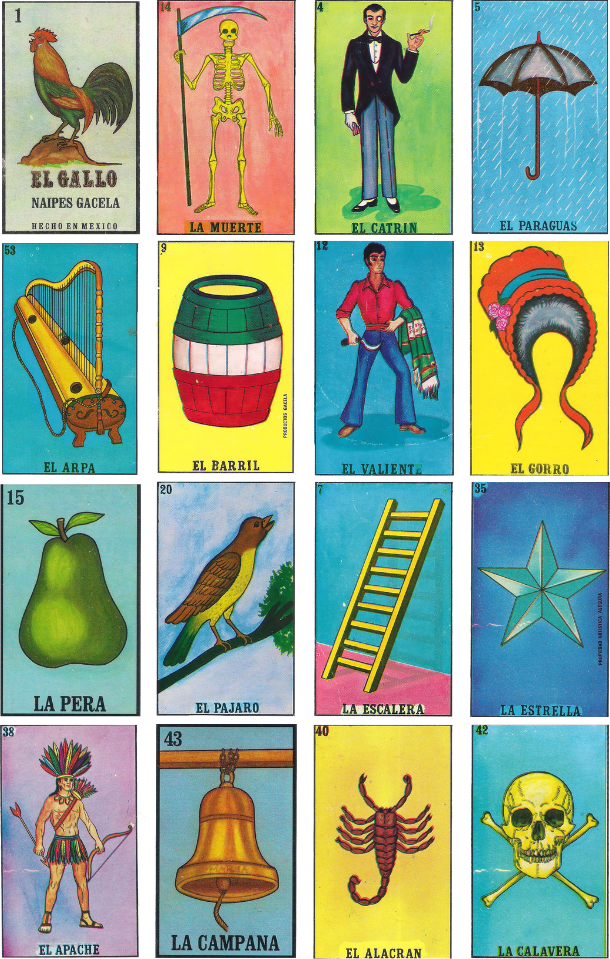 1
EL GALLO
NAIPES GACELA
HECHO EN MEXICO
14
LA MUERTE
4
EL CATRIN
5
EL PARAGUAS
53
EL ARPA
9
PRODUCTOS GACELA
EL BARRIL
12
EL VALIENTE
13
EL GORRO
15
LA PERA
20
EL PAJARO
7
LA ESCALERA
35
PROPIEDAD ARTISTICA
LA ESTRELLA
38
EL APACHE
43
LA CAMPANA
40
EL ALACRAN
42
LA CALAVERA